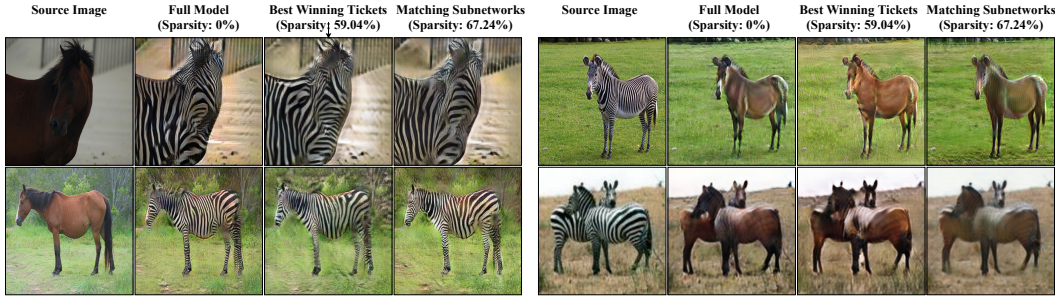 Source Image Full Model Best Winning Tickets Matching Subnetworks Source Image Full Model Best Winning Tickets Matching Subnetworks
(Sparsity: 0%) (Sparsity: 59.04%) (Sparsity: 67.24%) (Sparsity: 0%) (Sparsity: 59.04%) (Sparsity: 67.24%)